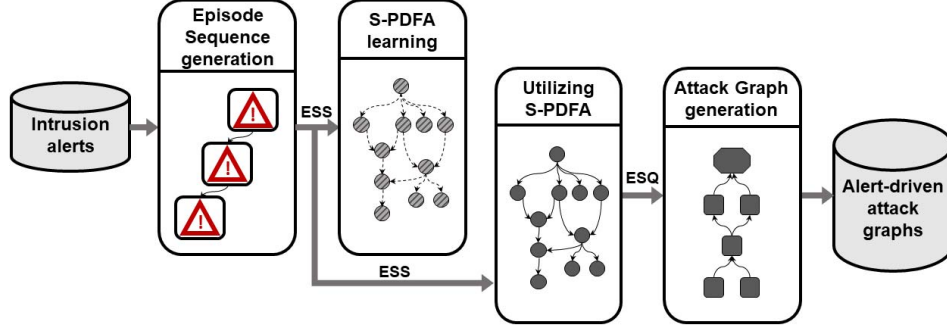 Intrusion
alerts
Episode
Sequence
generation
!
!
!
ESS
S-PDFA
learning
ESS
Utilizing
S-PDFA
ESQ
Attack Graph
generation
Alert-driven
attack
graphs